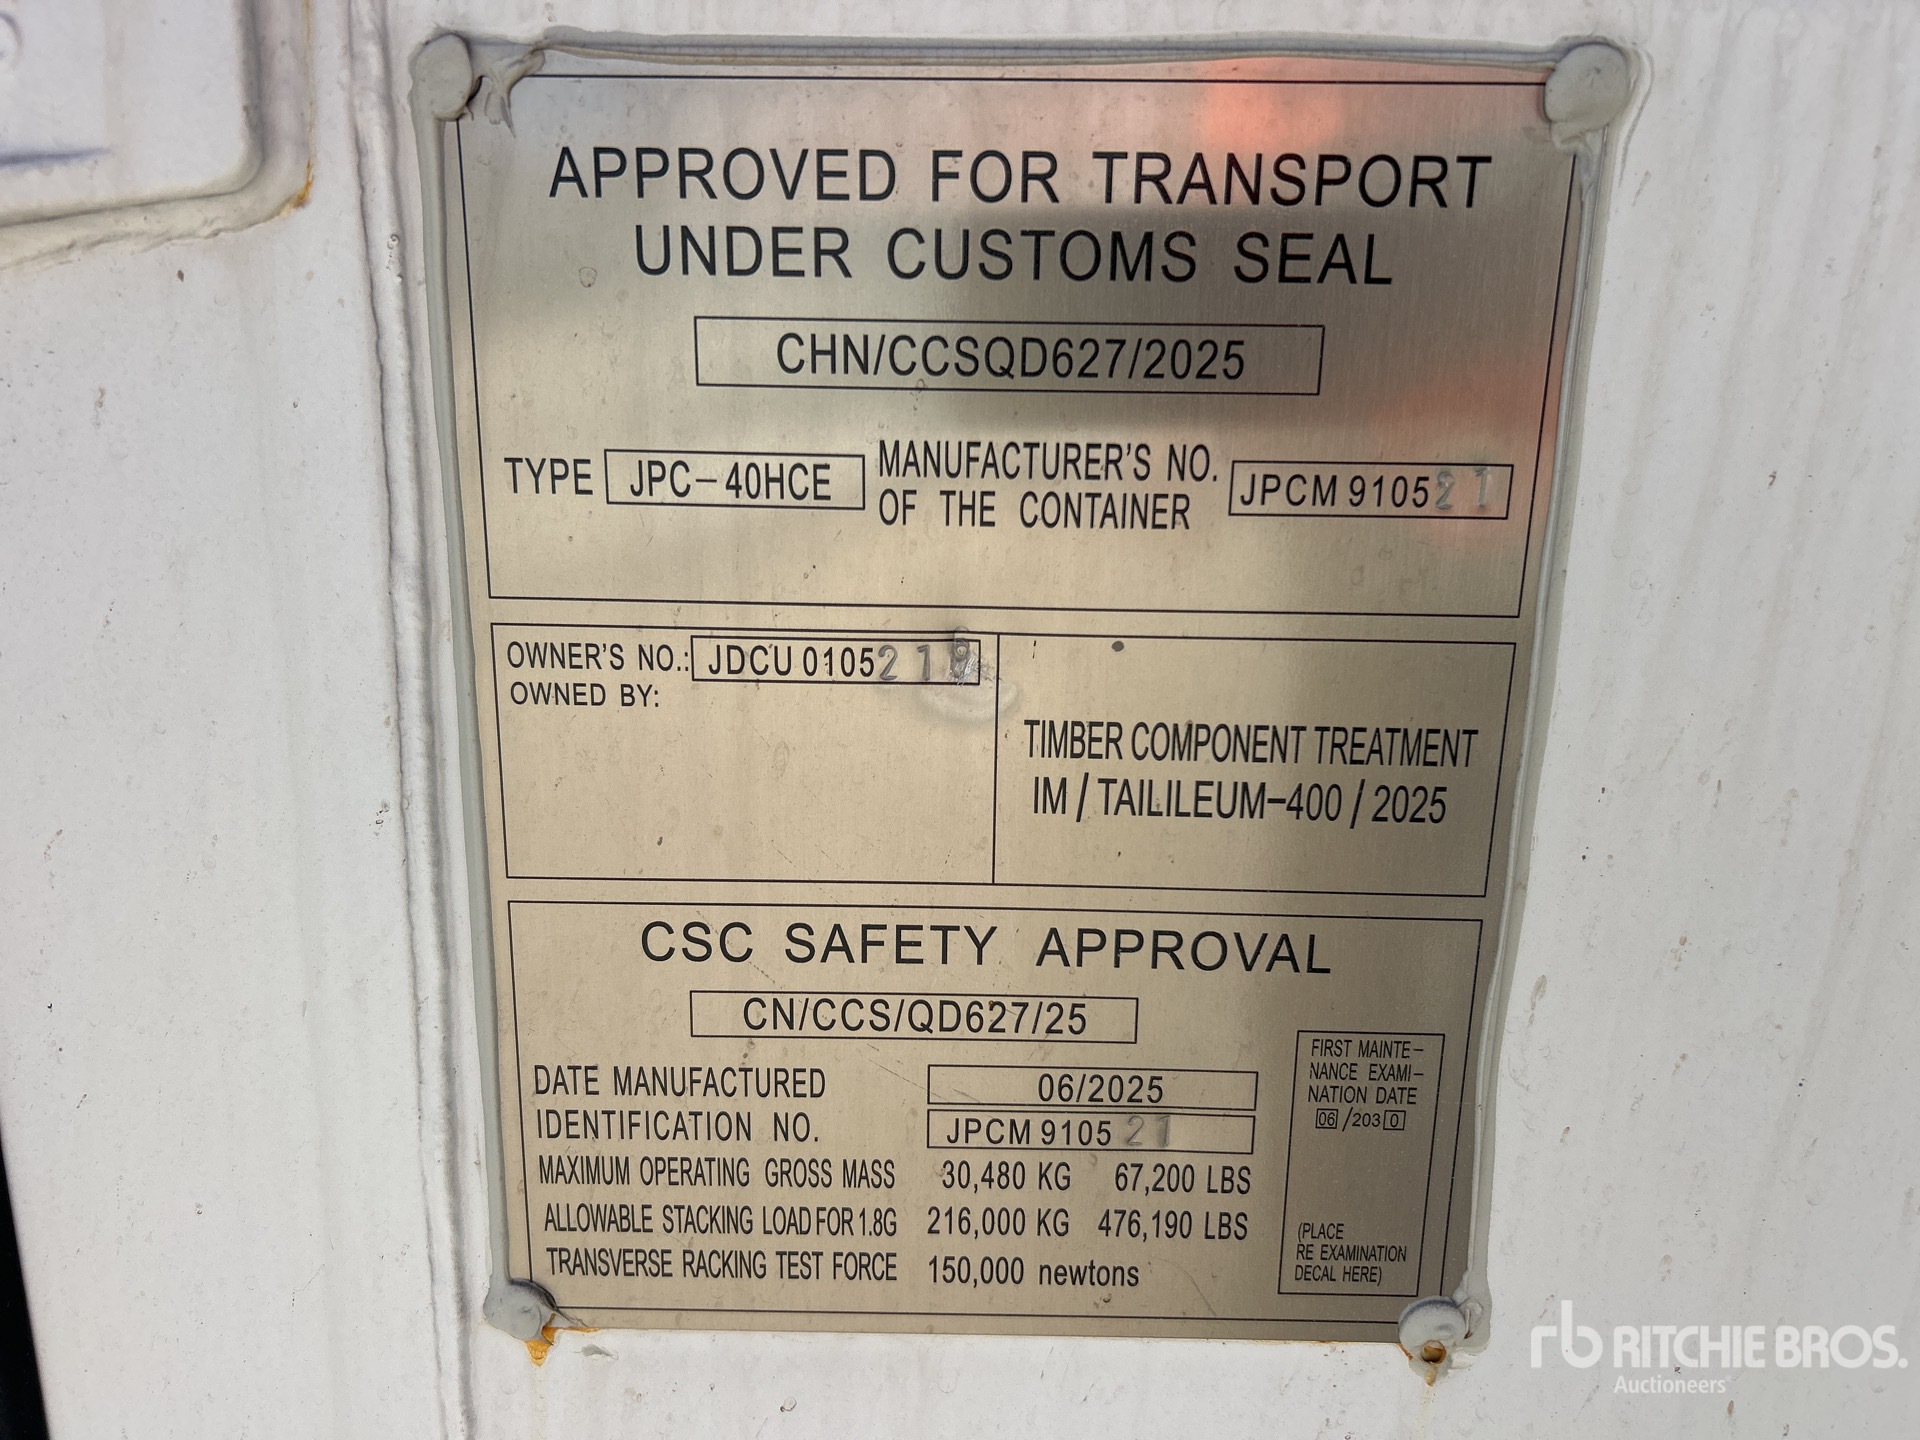 APPROVED FOR TRANSPORT
UNDER CUSTOMS SEAL
CHN/CCSQD627/2025
TYPE JPC-40HCE MANUFACTURER'S NO. OF THE CONTAINER JPCM 910521
OWNER'S NO.: JDCU 0105219
OWNED BY:
TIMBER COMPONENT TREATMENT
IM / TAILILEUM-400 / 2025
CSC SAFETY APPROVAL
CN/CCS/QD627/25
DATE MANUFACTURED 06/2025
IDENTIFICATION NO. JPCM 910521
MAXIMUM OPERATING GROSS MASS 30,480 KG 67,200 LBS
ALLOWABLE STACKING LOAD FOR 1.8G 216,000 KG 476,190 LBS
TRANSVERSE RACKING TEST FORCE 150,000 newtons
FIRST MAINTE-
NANCE EXAMI-
NATION DATE
06/2030
(PLACE
RE EXAMINATION
DECAL HERE)
rb RITCHIE BROS.
Auctioneers